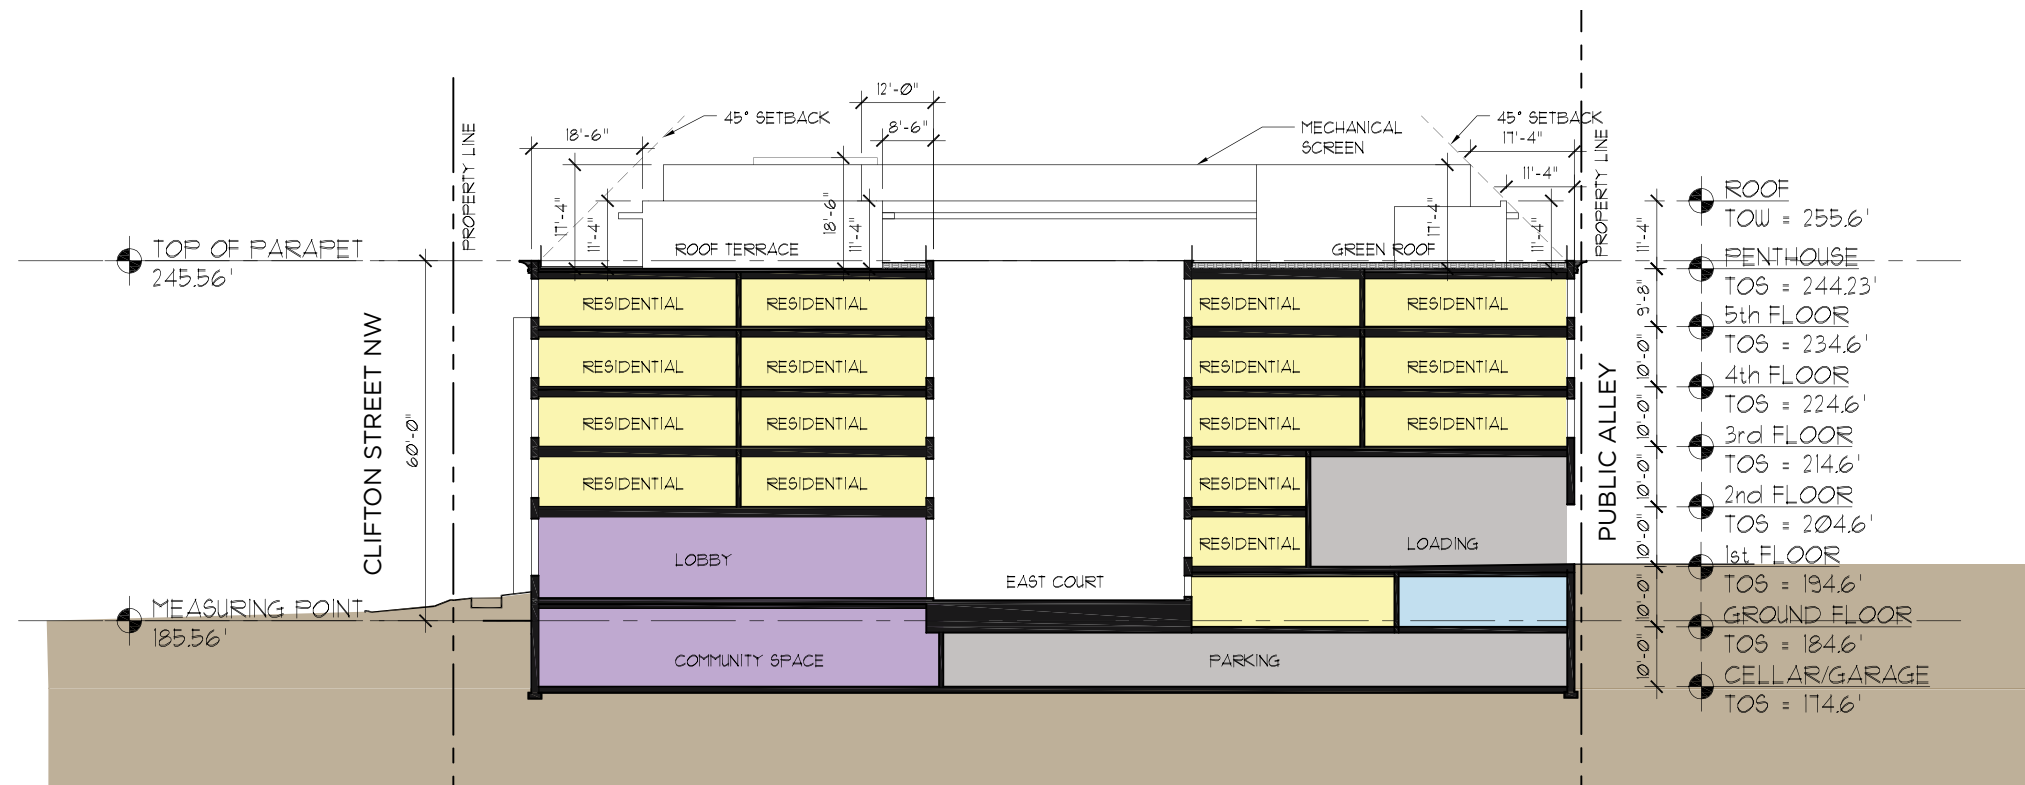 12'-0"
45° SETBACK
8'-6"
18'-6"
MECHANICAL
SCREEN
45° SETBACK
17'-4"
11'-4"
PROPERTY LINE
PROPERTY LINE
17'-4"
11'-4"
18'-6"
11'-4"
17'-4"
11'-4"
ROOF TERRACE
GREEN ROOF
TOP OF PARAPET
245.56'
ROOF
TOW = 255.6'
11'-4"
PENTHOUSE
TOS = 244.23'
9'-8"
5th FLOOR
TOS = 234.6'
10'-0"
4th FLOOR
TOS = 224.6'
10'-0"
3rd FLOOR
TOS = 214.6'
10'-0"
2nd FLOOR
TOS = 204.6'
10'-0"
1st FLOOR
TOS = 194.6'
10'-0"
GROUND FLOOR
TOS = 184.6'
10'-0"
CELLAR/GARAGE
TOS = 174.6'
RESIDENTIAL RESIDENTIAL RESIDENTIAL RESIDENTIAL
RESIDENTIAL RESIDENTIAL RESIDENTIAL RESIDENTIAL
RESIDENTIAL RESIDENTIAL RESIDENTIAL RESIDENTIAL
RESIDENTIAL RESIDENTIAL RESIDENTIAL
RESIDENTIAL LOADING
LOBBY
EAST COURT
CLIFTON STREET NW
60'-0"
PUBLIC ALLEY
MEASURING POINT
185.56'
COMMUNITY SPACE
PARKING